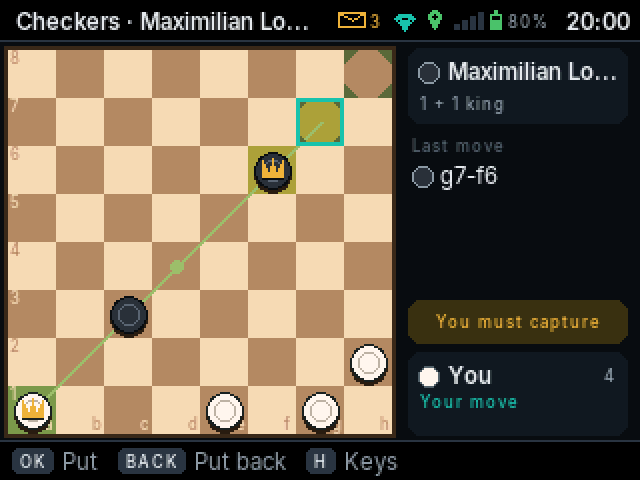 Checkers · Maximilian Lo... 3 80% 20:00
8
7
6
5
4
3
2
1
b c d f h
Maximilian Lo...
1 + 1 king
Last move
g7-f6
You must capture
You 4
Your move
OK Put BACK Put back H Keys